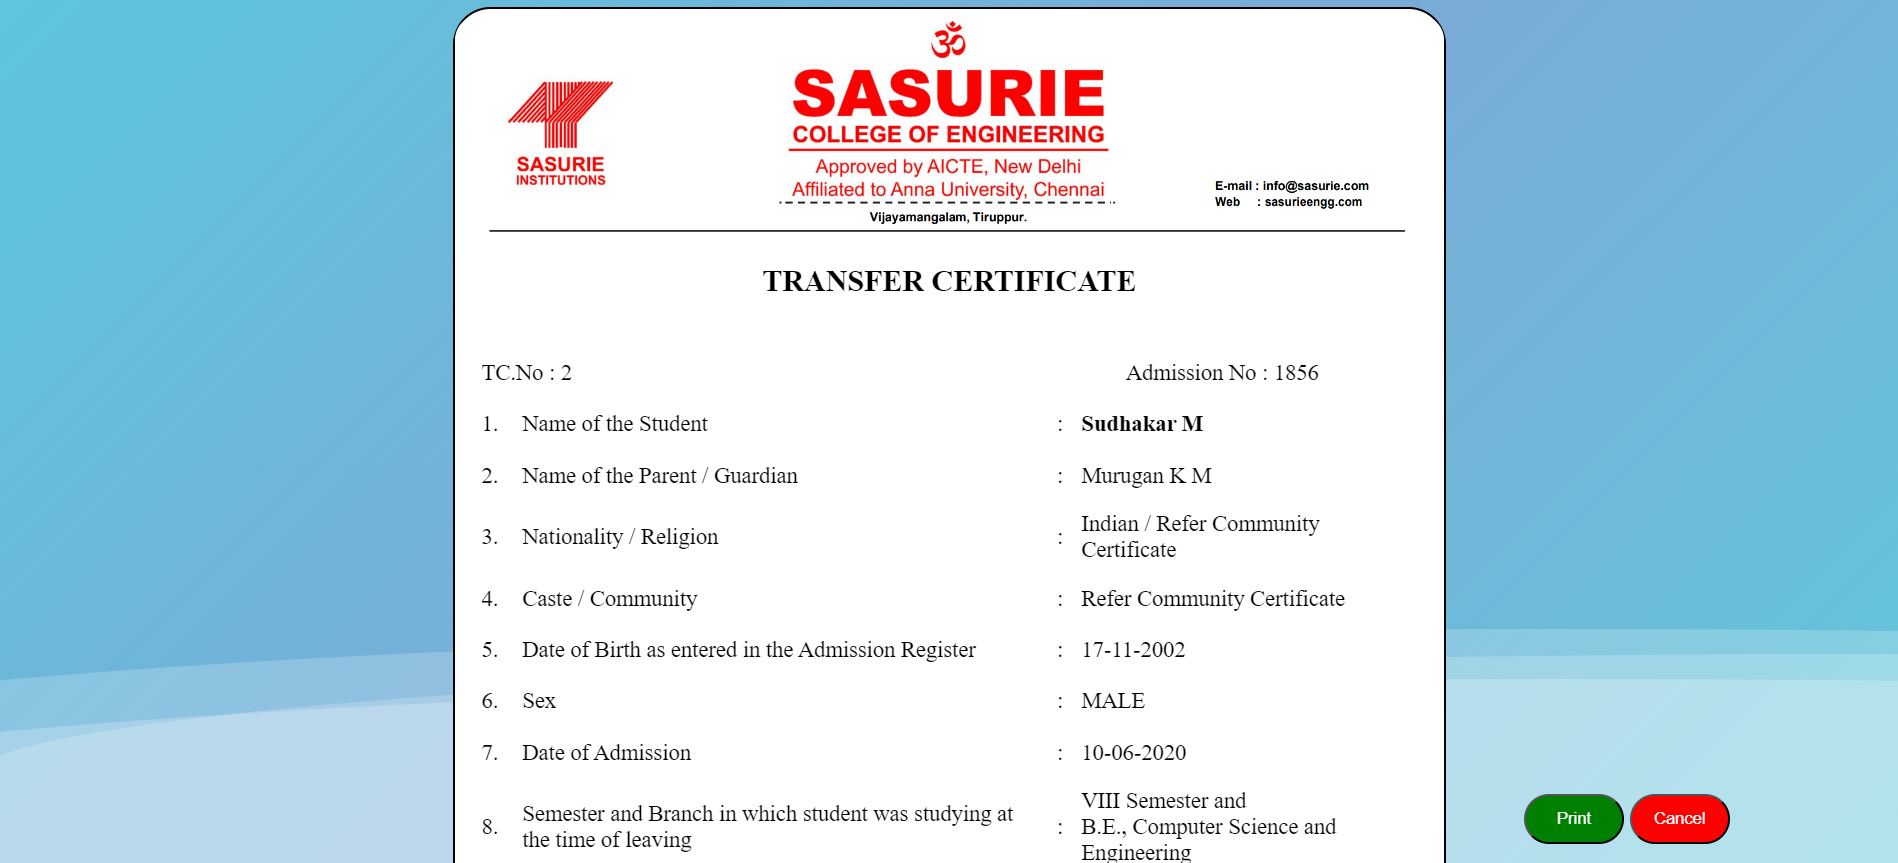 ॐ
SASURIE
COLLEGE OF ENGINEERING
Approved by AICTE, New Delhi
Affiliated to Anna University, Chennai
Vijayamangalam, Tiruppur.
SASURIE
INSTITUTIONS
E-mail : info@sasurie.com
Web : sasurieengg.com
TRANSFER CERTIFICATE
TC.No : 2 Admission No : 1856
1. Name of the Student : Sudhakar M
2. Name of the Parent / Guardian : Murugan K M
3. Nationality / Religion : Indian / Refer Community
Certificate
4. Caste / Community : Refer Community Certificate
5. Date of Birth as entered in the Admission Register : 17-11-2002
6. Sex : MALE
7. Date of Admission : 10-06-2020
8. Semester and Branch in which student was studying at
the time of leaving : VIII Semester and
B.E., Computer Science and
Engineering
Print
Cancel